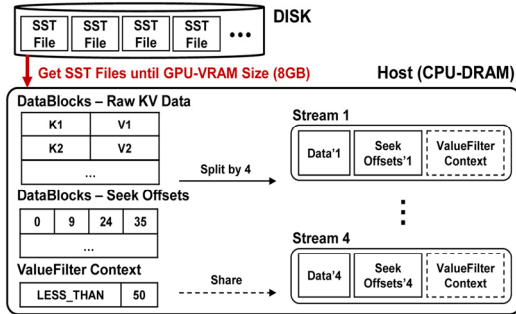 DISK
SST File
SST File
SST File
SST File
...
Get SST Files until GPU-VRAM Size (8GB)
Host (CPU-DRAM)
DataBlocks – Raw KV Data
K1 V1
K2 V2
...
DataBlocks – Seek Offsets
0 9 24 35
...
ValueFilter Context
LESS_THAN 50
Split by 4
Share
Stream 1
Data'1
Seek Offsets'1
ValueFilter Context
Stream 4
Data'4
Seek Offsets'4
ValueFilter Context